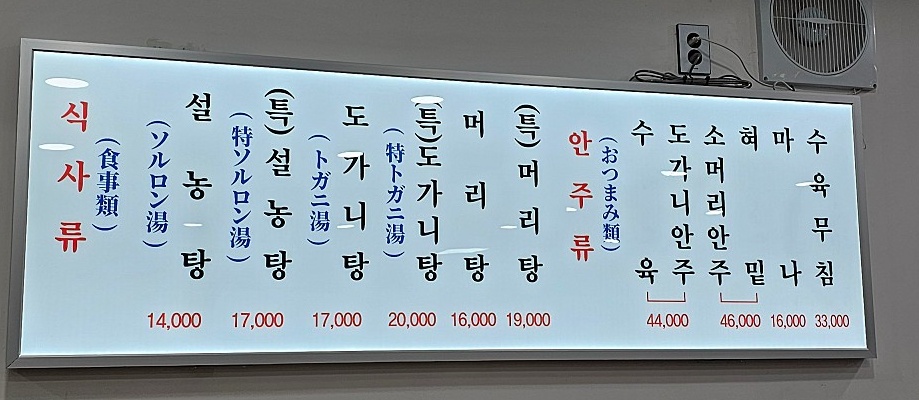 식사류
(食事類)
설농탕
(ソルロン湯)
14,000
(특)설농탕
(特ソルロン湯)
17,000
도가니탕
(トガニ湯)
17,000
(특)도가니탕
(特トガニ湯)
20,000
머리탕
16,000
(특)머리탕
19,000
안주류
(おつまみ類)
수육
도가니안주
44,000
소머리안주
혀밑
46,000
마나
16,000
수육무침
33,000